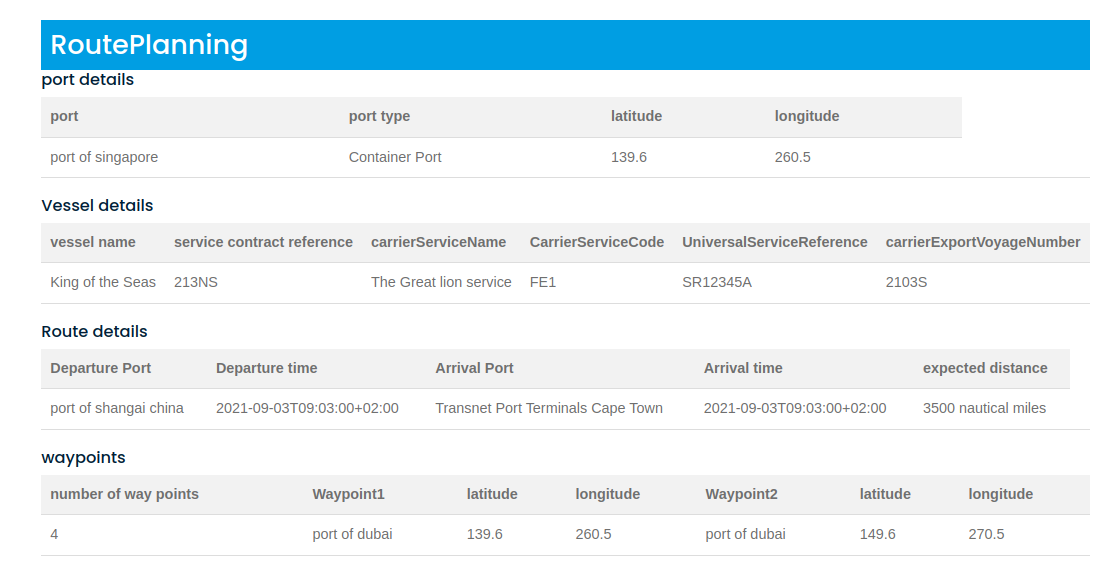 RoutePlanning
port details
port port type latitude longitude
port of singapore Container Port 139.6 260.5
Vessel details
vessel name service contract reference carrierServiceName CarrierServiceCode UniversalServiceReference carrierExportVoyageNumber
King of the Seas 213NS The Great lion service FE1 SR12345A 2103S
Route details
Departure Port Departure time Arrival Port Arrival time expected distance
port of shangai china 2021-09-03T09:03:00+02:00 Transnet Port Terminals Cape Town 2021-09-03T09:03:00+02:00 3500 nautical miles
waypoints
number of way points Waypoint1 latitude longitude Waypoint2 latitude longitude
4 port of dubai 139.6 260.5 port of dubai 149.6 270.5